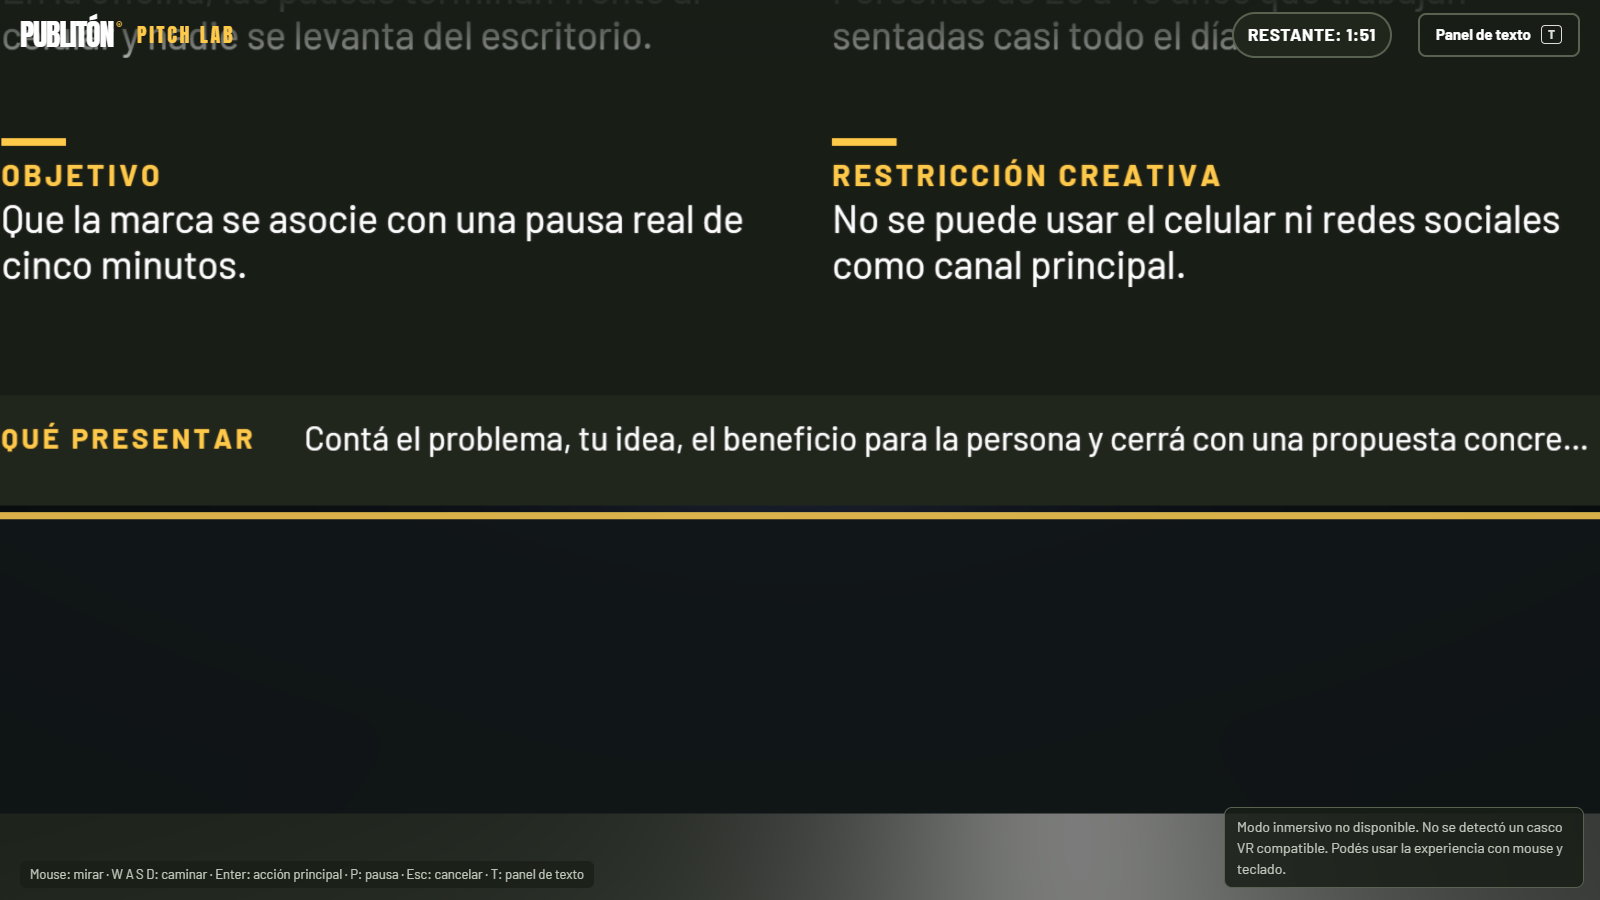 PUBLITÓN PITCH LAB
se levanta del escritorio.
sentadas casi todo el día
RESTANTE: 1:51
Panel de texto T
OBJETIVO
Que la marca se asocie con una pausa real de
cinco minutos.
RESTRICCIÓN CREATIVA
No se puede usar el celular ni redes sociales
como canal principal.
QUÉ PRESENTAR
Contá el problema, tu idea, el beneficio para la persona y cerrá con una propuesta concre...
Modo inmersivo no disponible. No se detectó un casco
VR compatible. Podés usar la experiencia con mouse y
teclado.
Mouse: mirar · W A S D: caminar · Enter: acción principal · P: pausa · Esc: cancelar · T: panel de texto